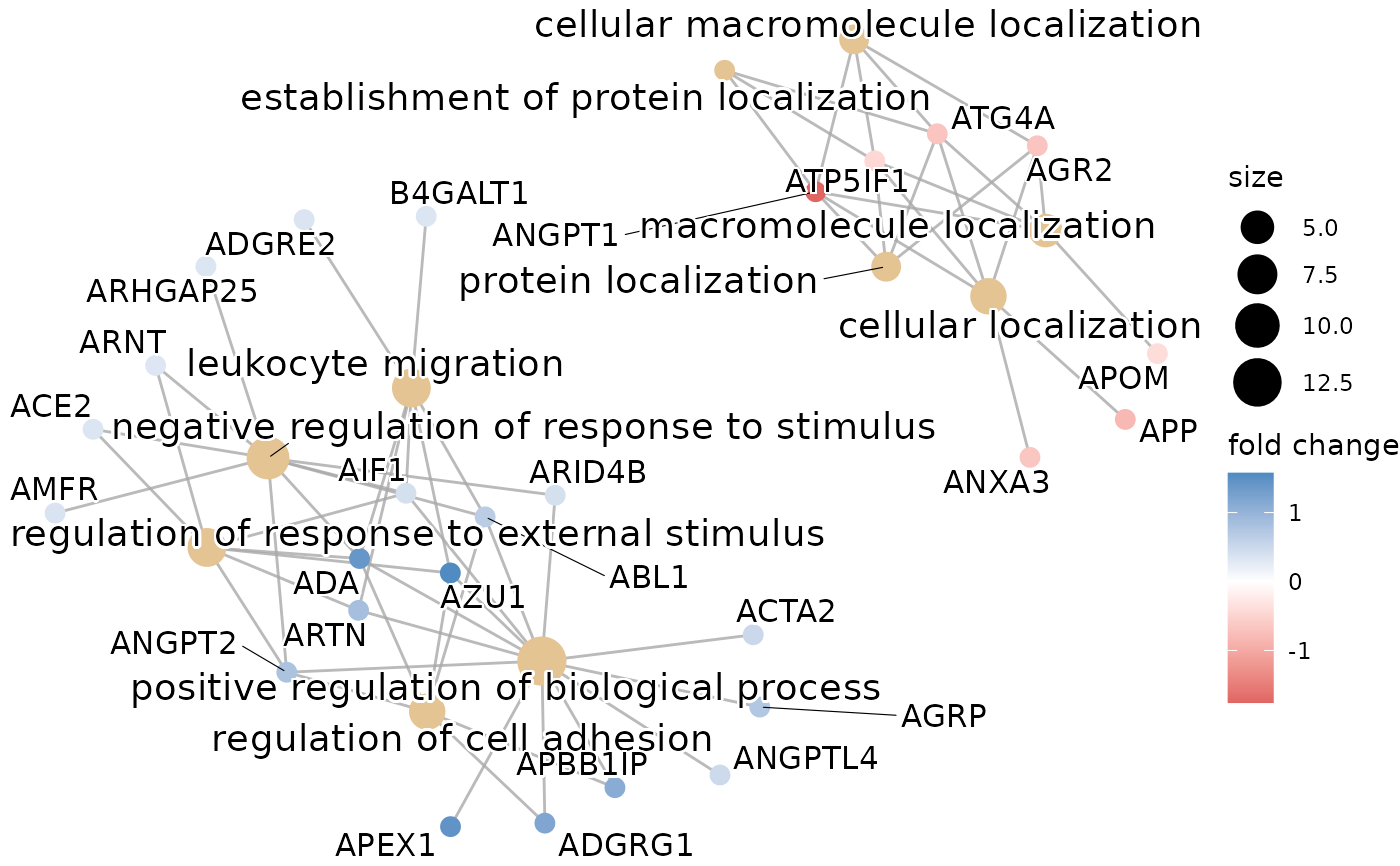 cellular macromolecule localization
establishment of protein localization
ATG4A
AGR2
ATP5IF1
B4GALT1
ANGPT1
macromolecule localization
ADGRE2
protein localization
ARHGAP25
cellular localization
ARNT
leukocyte migration
APOM
ACE2
negative regulation of response to stimulus
APP
AIF1
ARID4B
ANXA3
AMFR
regulation of response to external stimulus
ADA
ABL1
AZU1
ACTA2
ARTN
ANGPT2
positive regulation of biological process
AGRP
regulation of cell adhesion
APBB1IP
ANGPTL4
APEX1
ADGRG1
size
5.0
7.5
10.0
12.5
fold change
1
0
-1